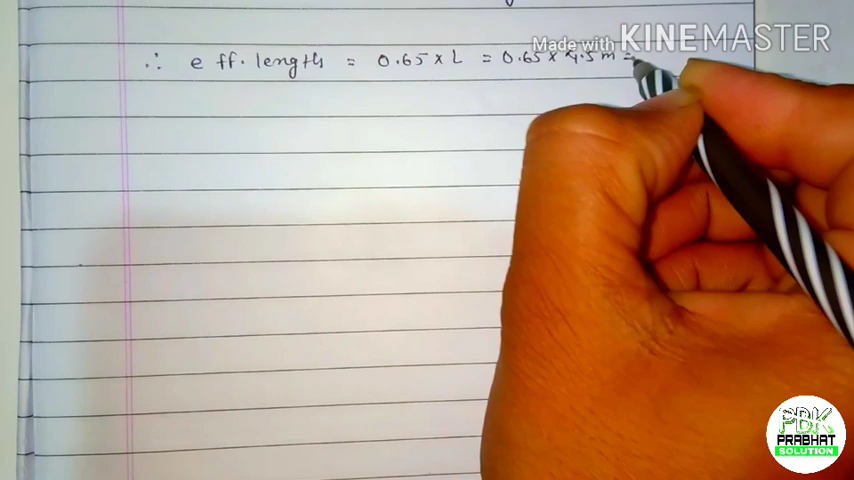 Made with KINEMASTER
∴ eff. length = 0.65 × L = 0.65 × 4.5 m =
PBK
PRABHAT
SOLUTION